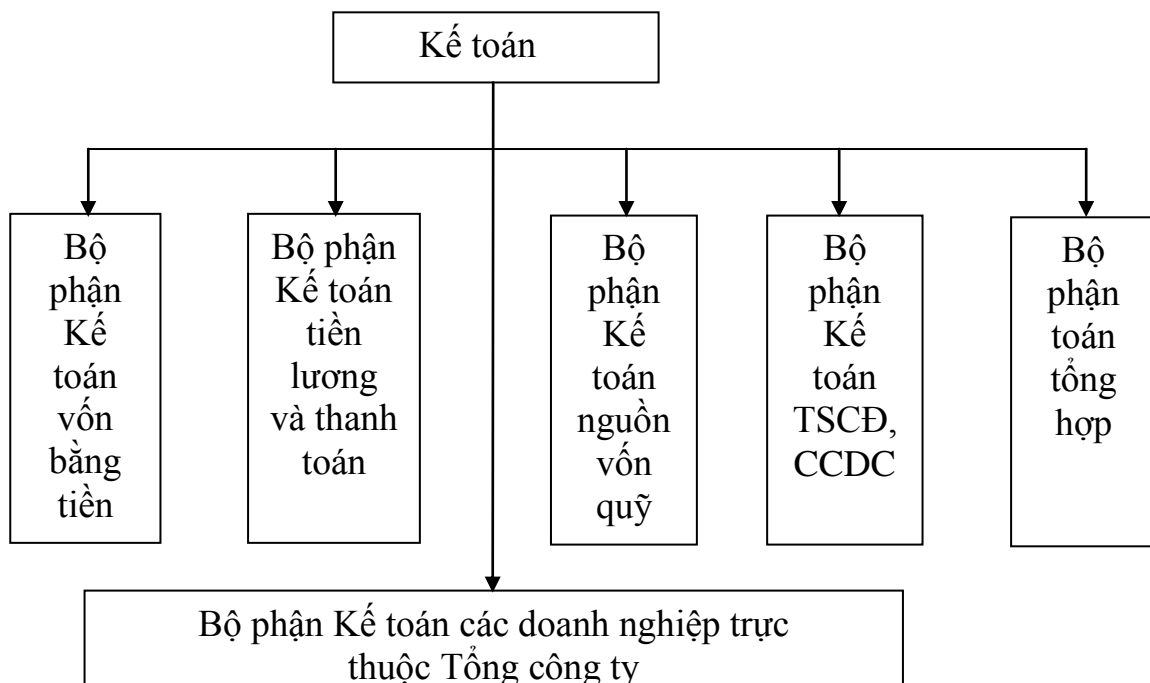 Kế toán
Bộ
phận
Kế
toán
vốn
bằng
tiền
Bộ phận
Kế toán
tiền
lương
và thanh
toán
Bộ
phận
Kế
toán
nguồn
vốn
quỹ
Bộ
phận
Kế
toán
TSCĐ,
CCDC
Bộ
phận
toán
tổng
hợp
Bộ phận Kế toán các doanh nghiệp trực
thuộc Tổng công ty